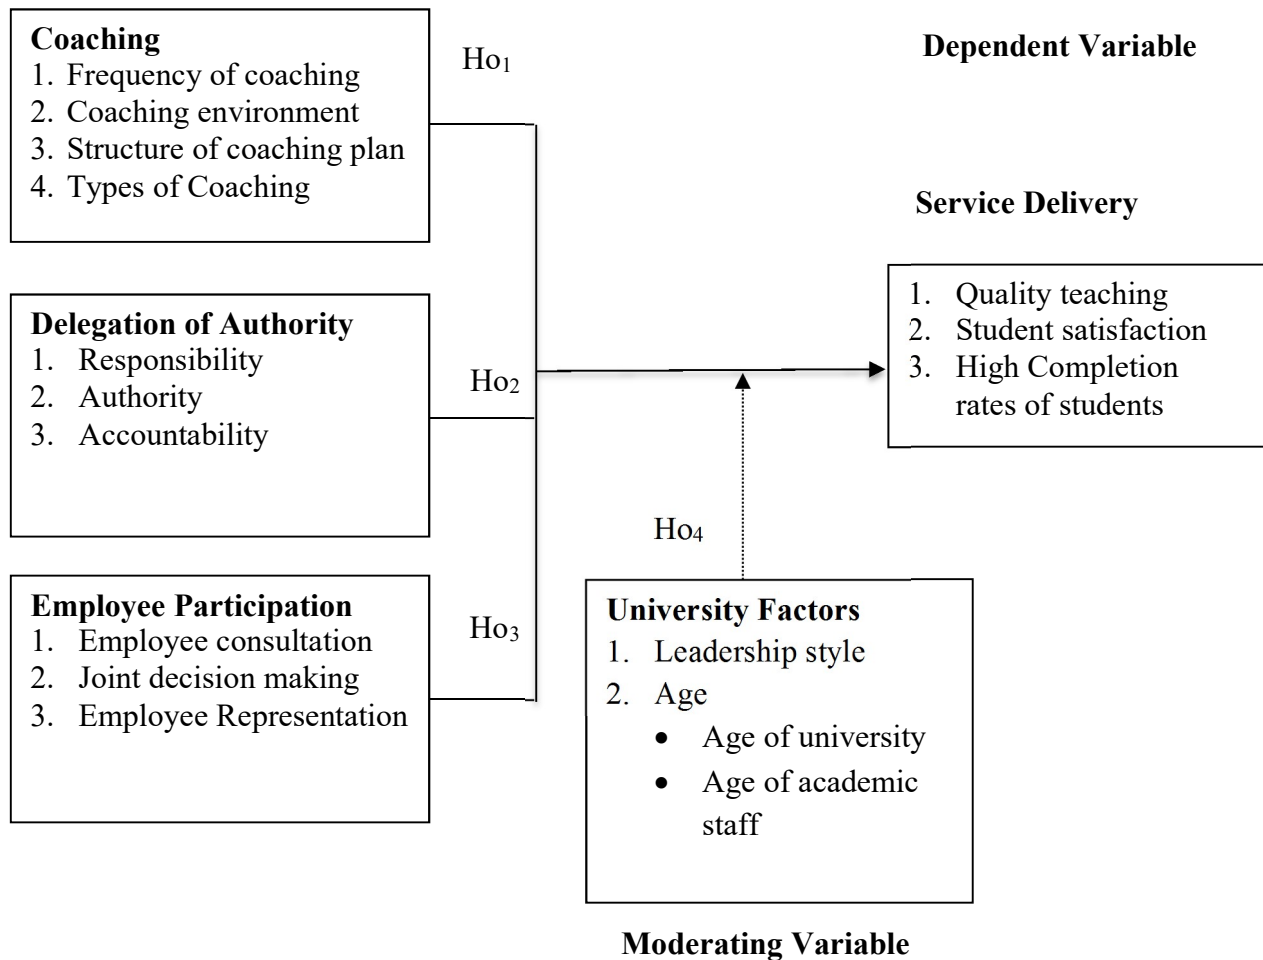 Coaching
1. Frequency of coaching
2. Coaching environment
3. Structure of coaching plan
4. Types of Coaching
Ho₁
Dependent Variable
Service Delivery
Delegation of Authority
1. Responsibility
2. Authority
3. Accountability
Ho₂
1. Quality teaching
2. Student satisfaction
3. High Completion
rates of students
Employee Participation
1. Employee consultation
2. Joint decision making
3. Employee Representation
Ho₃
Ho₄
University Factors
1. Leadership style
2. Age
• Age of university
• Age of academic
staff
Moderating Variable